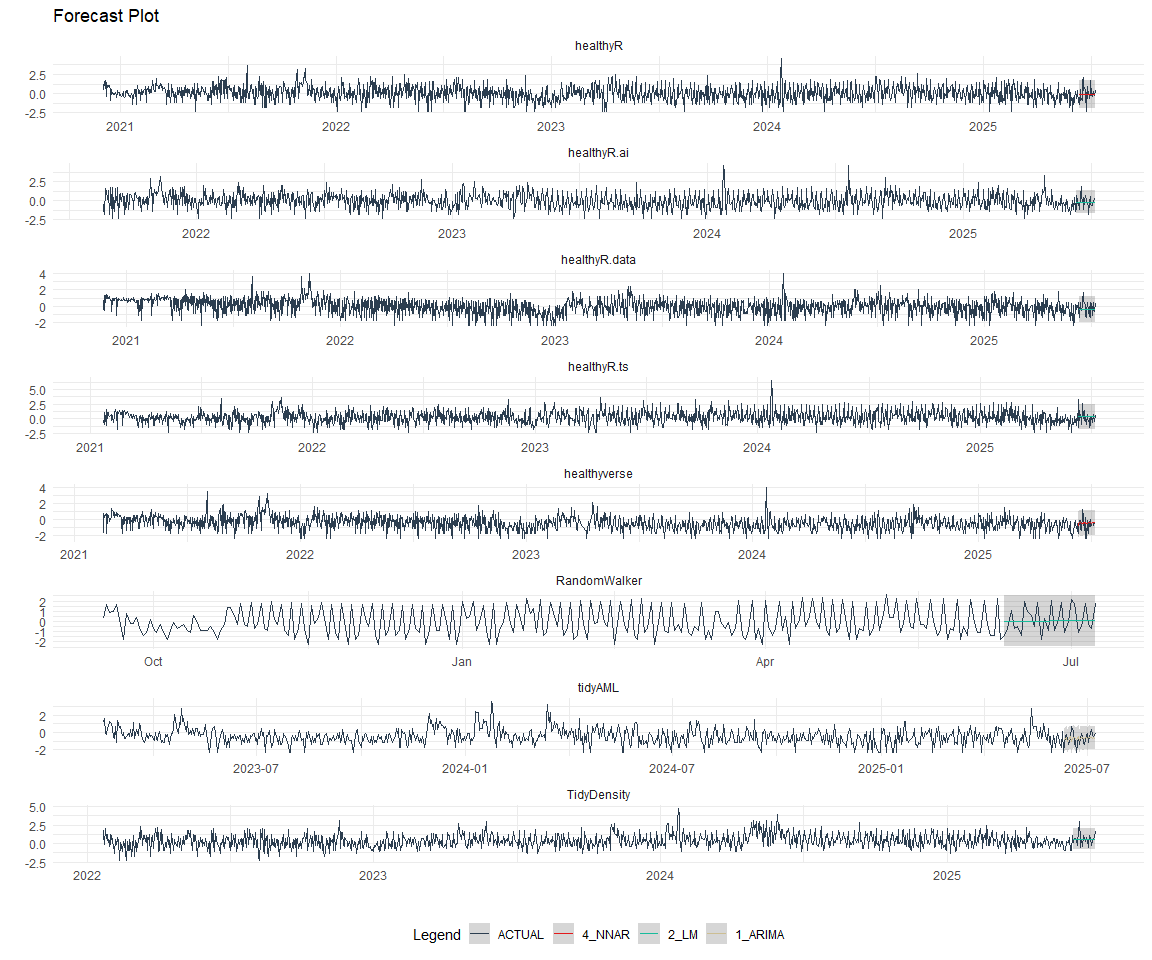 Forecast Plot
healthyR
2.5
0.0
-2.5
2021 2022 2023 2024 2025
healthyR.ai
2.5
0.0
-2.5
2022 2023 2024 2025
healthyR.data
4
2
0
-2
2021 2022 2023 2024 2025
healthyR.ts
5.0
2.5
0.0
-2.5
2021 2022 2023 2024 2025
healthyverse
4
2
0
-2
2021 2022 2023 2024 2025
RandomWalker
2
1
0
-1
-2
Oct Jan Apr Jul
tidyAML
2
0
-2
2023-07 2024-01 2024-07 2025-01 2025-07
TidyDensity
5.0
2.5
0.0
-2.5
2022 2023 2024 2025
Legend ACTUAL 4_NNAR 2_LM 1_ARIMA